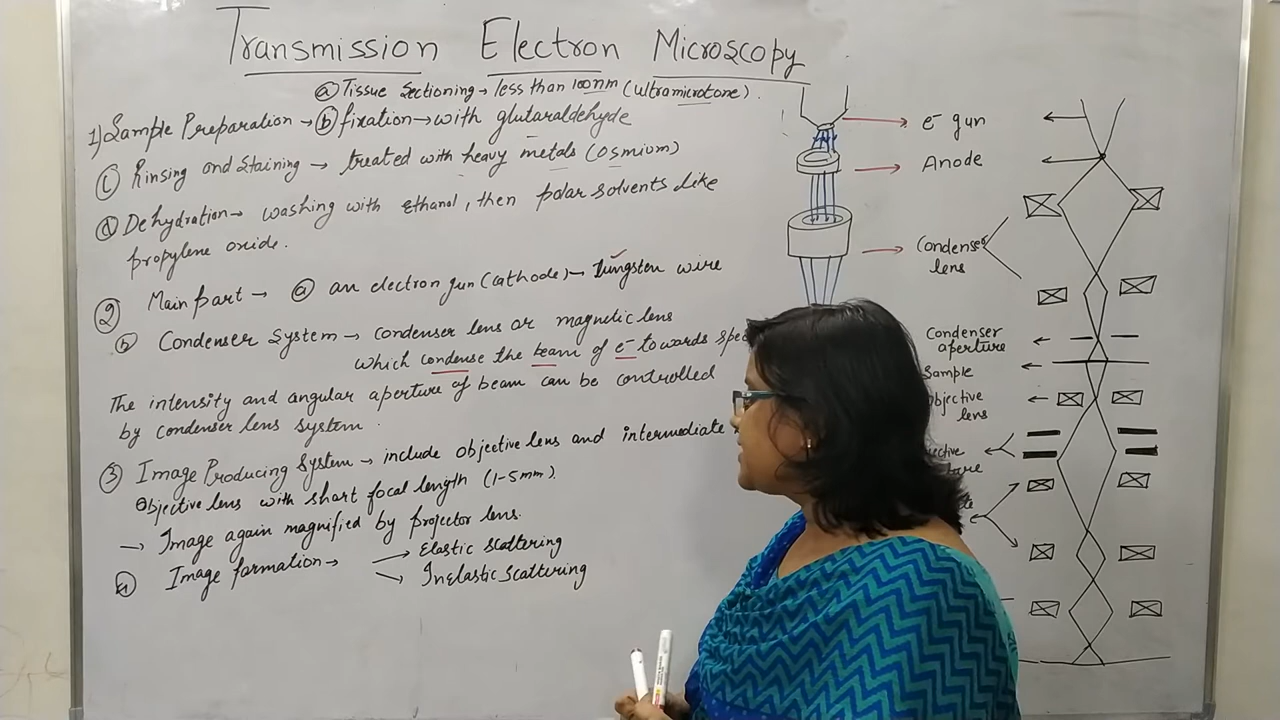 Transmission Electron Microscopy
ⓐ Tissue Sectioning → less than 100nm (ultramicrotone).
1) Sample Preparation → ⓑ fixation → with glutaraldehyde
ⓒ Rinsing and Staining → treated with heavy metals (Osmium)
ⓓ Dehydration → washing with ethanol, then polar solvents like
propylene oxide.
② Main part → ⓐ an electron gun (cathode) → tungsten wire
ⓑ Condenser System → condenser lens or magnetic lens
which condense the beam of e⁻ towards spe
The intensity and angular aperture of beam can be controlled
by condenser lens system.
③ Image Producing System → include objective lens and intermediate
Objective lens with short focal length (1-5mm).
→ Image again magnified by projector lens.
④ Image formation → Elastic scattering
Inelastic scattering
e⁻ gun
Anode
Condenser
lens
Condenser
aperture
Sample
bjective
lens
jective